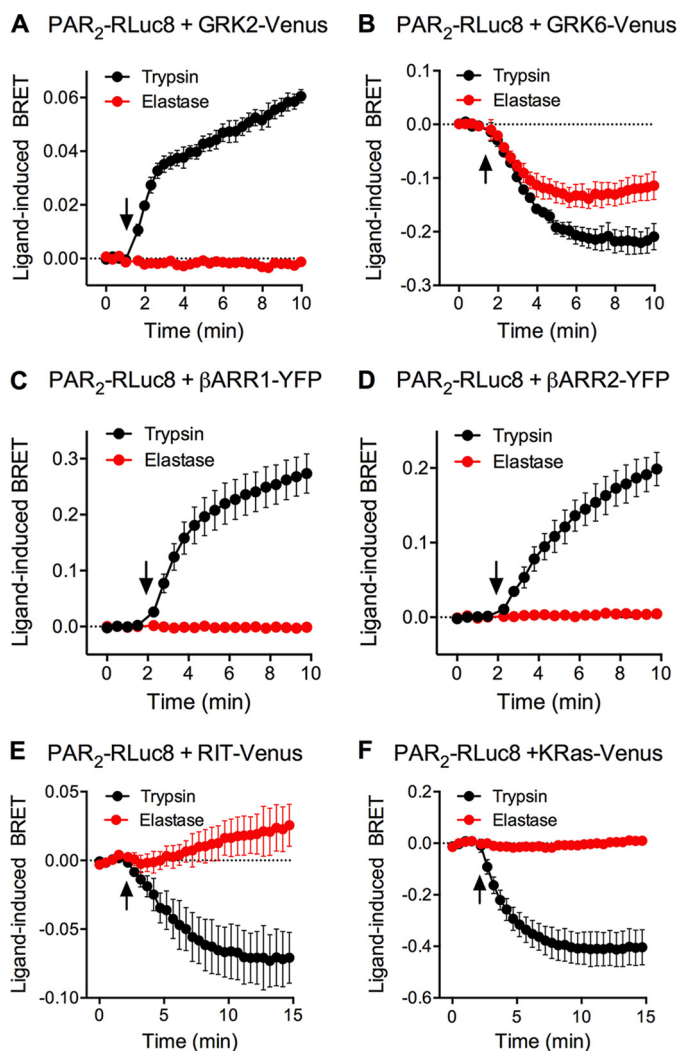 A PAR2-RLuc8 + GRK2-Venus
Trypsin
Elastase
Ligand-induced BRET
0.06
0.04
0.02
0.00
0 2 4 6 8 10
Time (min)
B PAR2-RLuc8 + GRK6-Venus
Trypsin
Elastase
Ligand-induced BRET
0.1
0.0
-0.1
-0.2
-0.3
0 2 4 6 8 10
Time (min)
C PAR2-RLuc8 + βARR1-YFP
Trypsin
Elastase
Ligand-induced BRET
0.3
0.2
0.1
0.0
0 2 4 6 8 10
Time (min)
D PAR2-RLuc8 + βARR2-YFP
Trypsin
Elastase
Ligand-induced BRET
0.2
0.1
0.0
0 2 4 6 8 10
Time (min)
E PAR2-RLuc8 + RIT-Venus
Trypsin
Elastase
Ligand-induced BRET
0.05
0.00
-0.05
-0.10
0 5 10 15
Time (min)
F PAR2-RLuc8 +KRas-Venus
Trypsin
Elastase
Ligand-induced BRET
0.2
0.0
-0.2
-0.4
-0.6
0 5 10 15
Time (min)